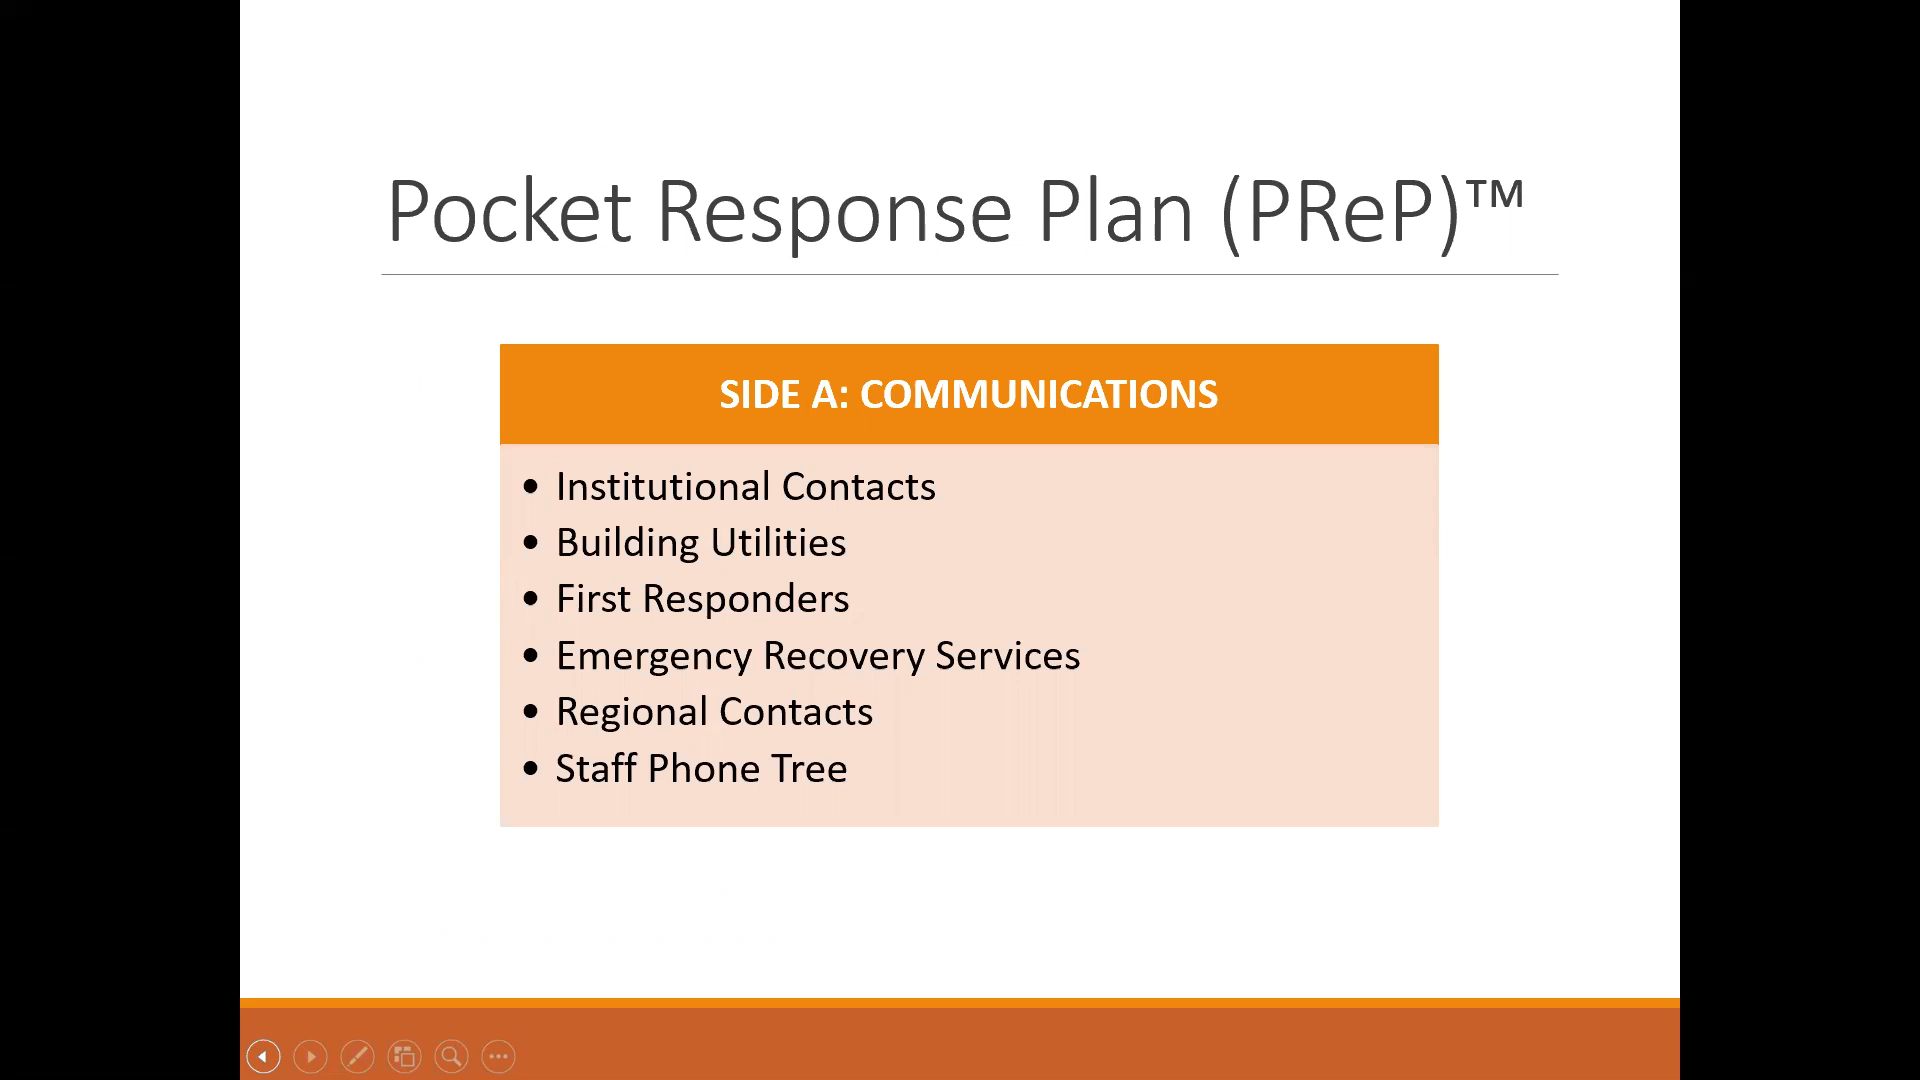 Pocket Response Plan (PReP)™
SIDE A: COMMUNICATIONS
• Institutional Contacts
• Building Utilities
• First Responders
• Emergency Recovery Services
• Regional Contacts
• Staff Phone Tree